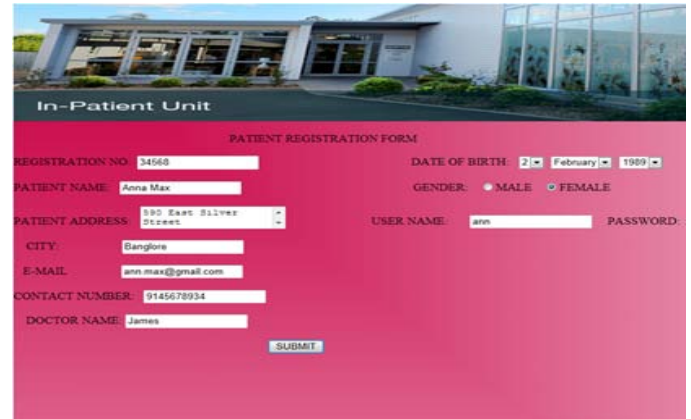 In-Patient Unit
PATIENT REGISTRATION FORM
REGISTRATION NO: 34568 DATE OF BIRTH: 2 February 1989
PATIENT NAME: Anna Max GENDER: MALE FEMALE
PATIENT ADDRESS: 590 East Silver Street USER NAME: ann PASSWORD:
CITY: Banglore
E-MAIL ann.max@gmail.com
CONTACT NUMBER: 9145678934
DOCTOR NAME: James
SUBMIT